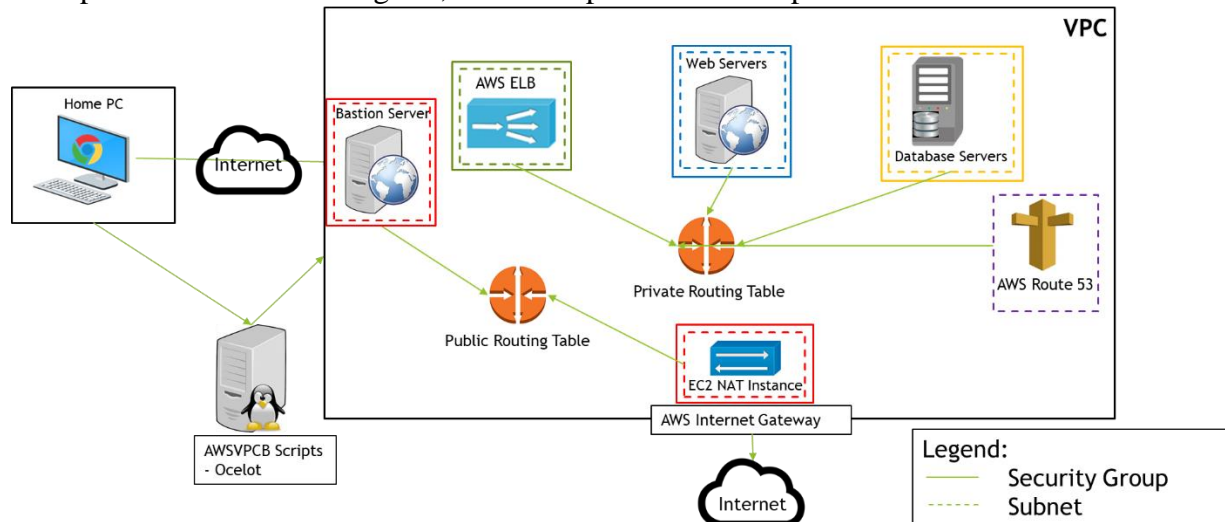 VPC
Home PC
Internet
Bastion Server
AWS ELB
Web Servers
Database Servers
AWS Route 53
Private Routing Table
Public Routing Table
EC2 NAT Instance
AWS Internet Gateway
AWSVPCB Scripts
- Ocelot
Internet
Legend:
Security Group
Subnet